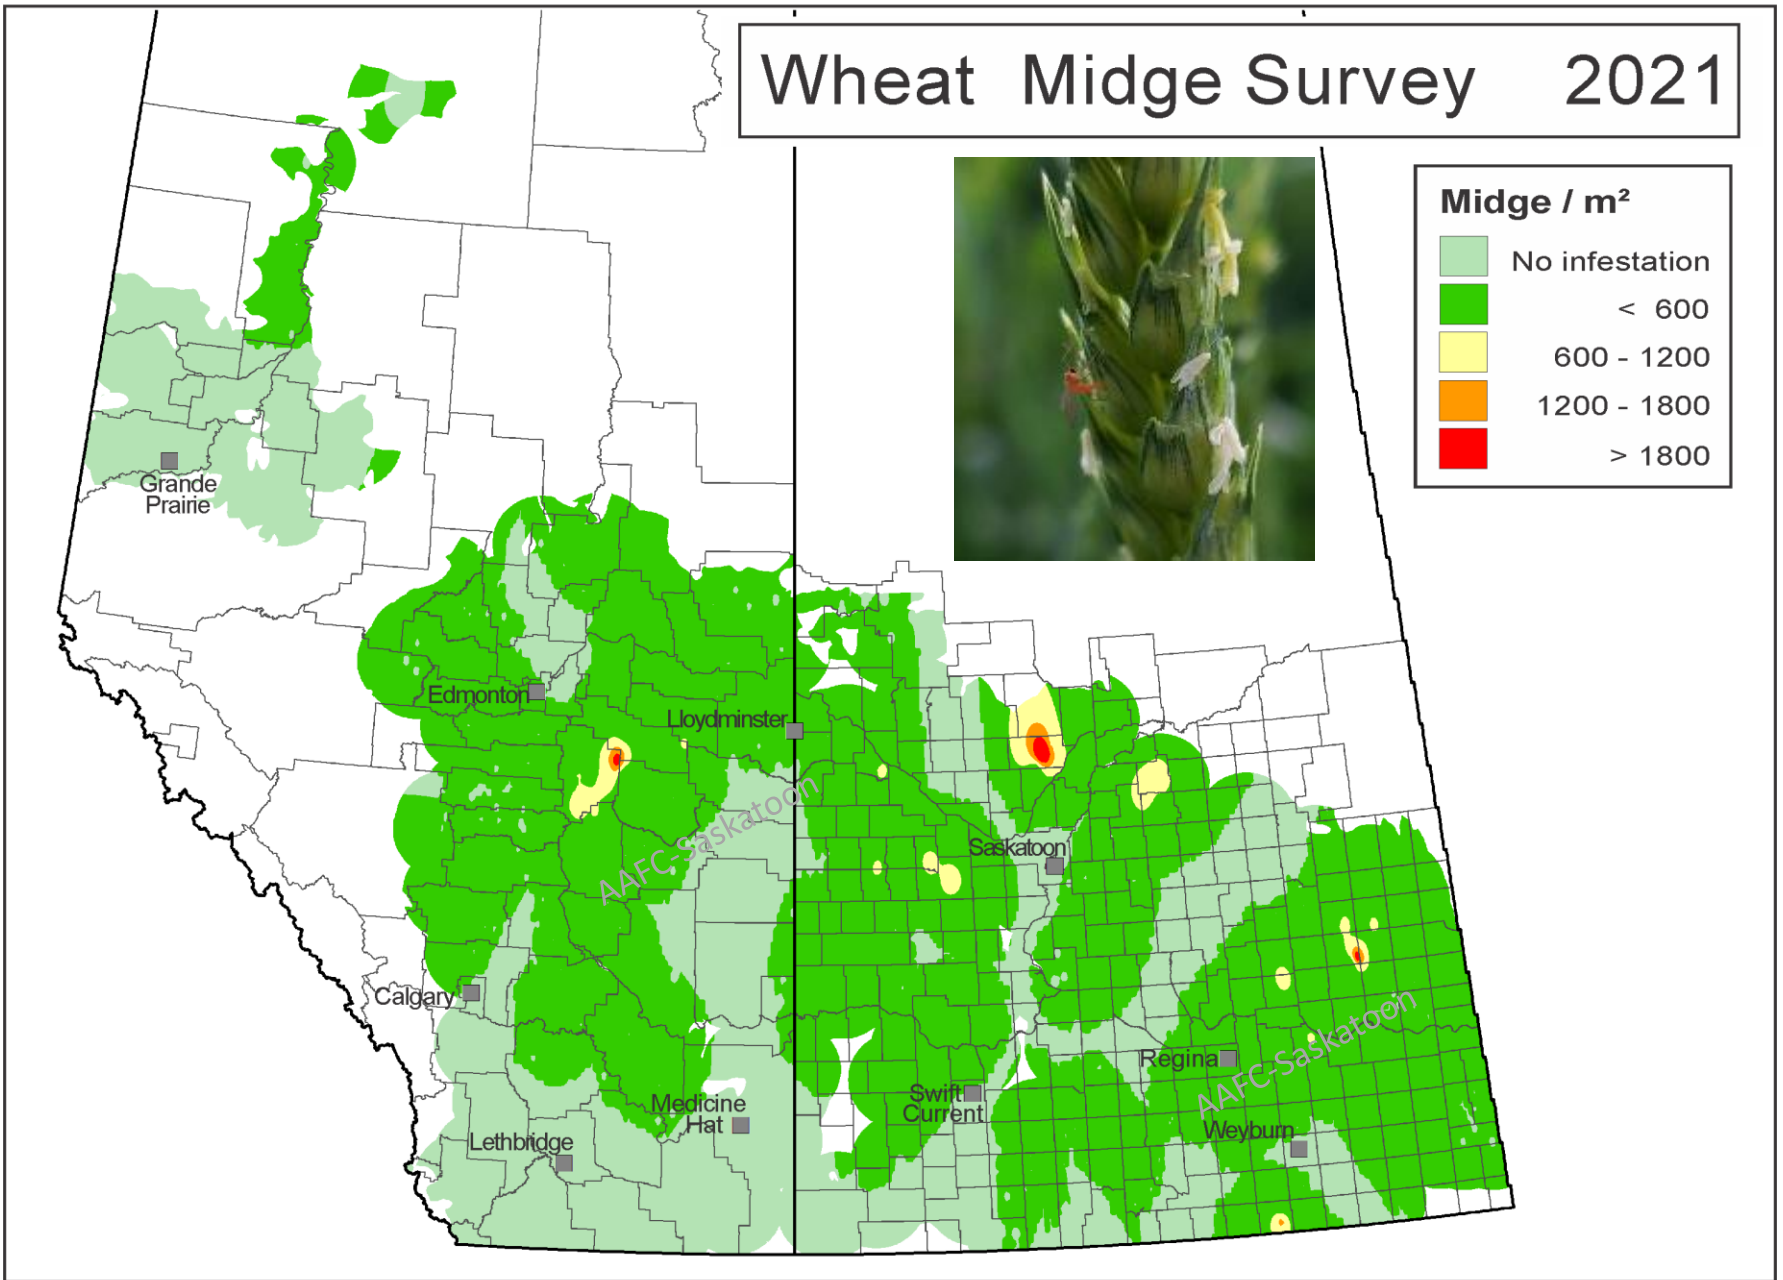 Wheat Midge Survey 2021
Midge / m²
No infestation
< 600
600 - 1200
1200 - 1800
> 1800
Grande
Prairie
Edmonton
Lloydminster
AAFC-Saskatoon
Saskatoon
Calgary
Regina
AAFC-Saskatoon
Swift
Current
Medicine
Hat
Weyburn
Lethbridge